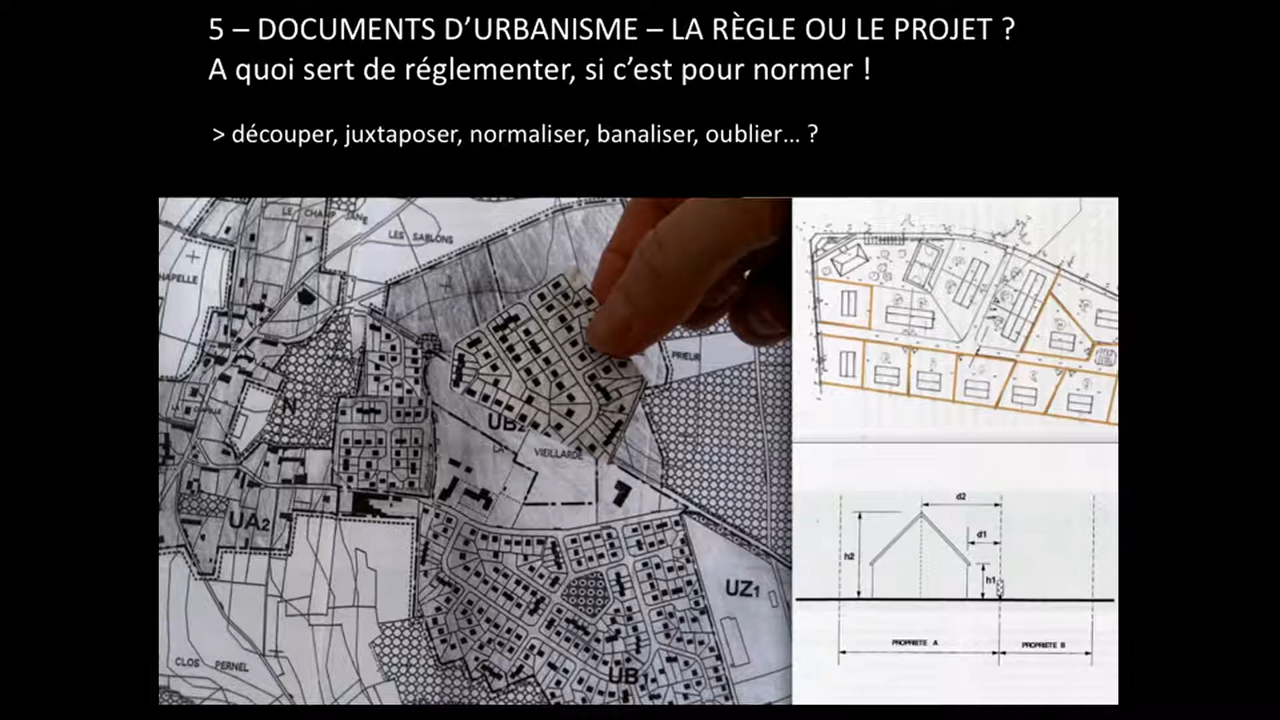 5 – DOCUMENTS D’URBANISME – LA RÈGLE OU LE PROJET ?
A quoi sert de réglementer, si c’est pour normer !
> découper, juxtaposer, normaliser, banaliser, oublier... ?
LE CHAMP
LES SABLONS
PRIEUR
N
UB2
LA VIEILLARDE
UA2
UZ1
CLOS PERNEL
UB
d2
d1
h2
h1
PROPRIETE A
PROPRIETE B